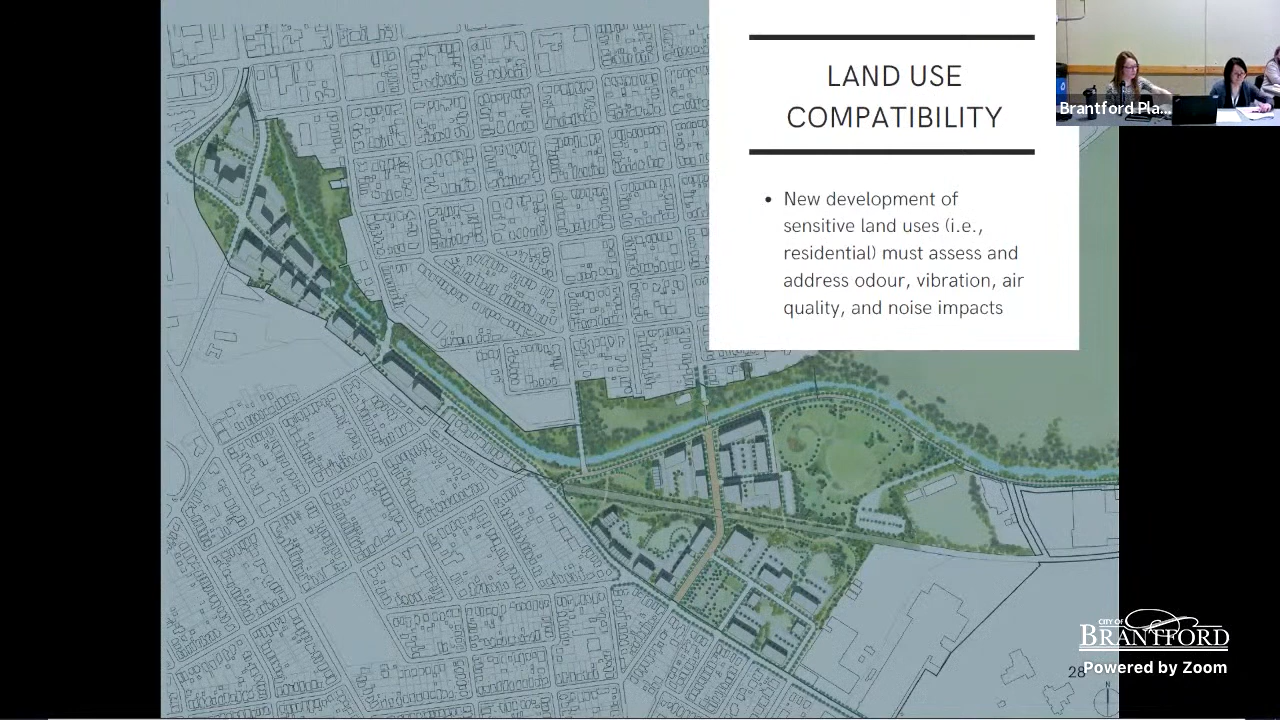 LAND USE
COMPATIBILITY
• New development of
sensitive land uses (i.e.,
residential) must assess and
address odour, vibration, air
quality, and noise impacts
Brantford Pla...
CITY OF
BRANTFORD
Powered by Zoom
28
N